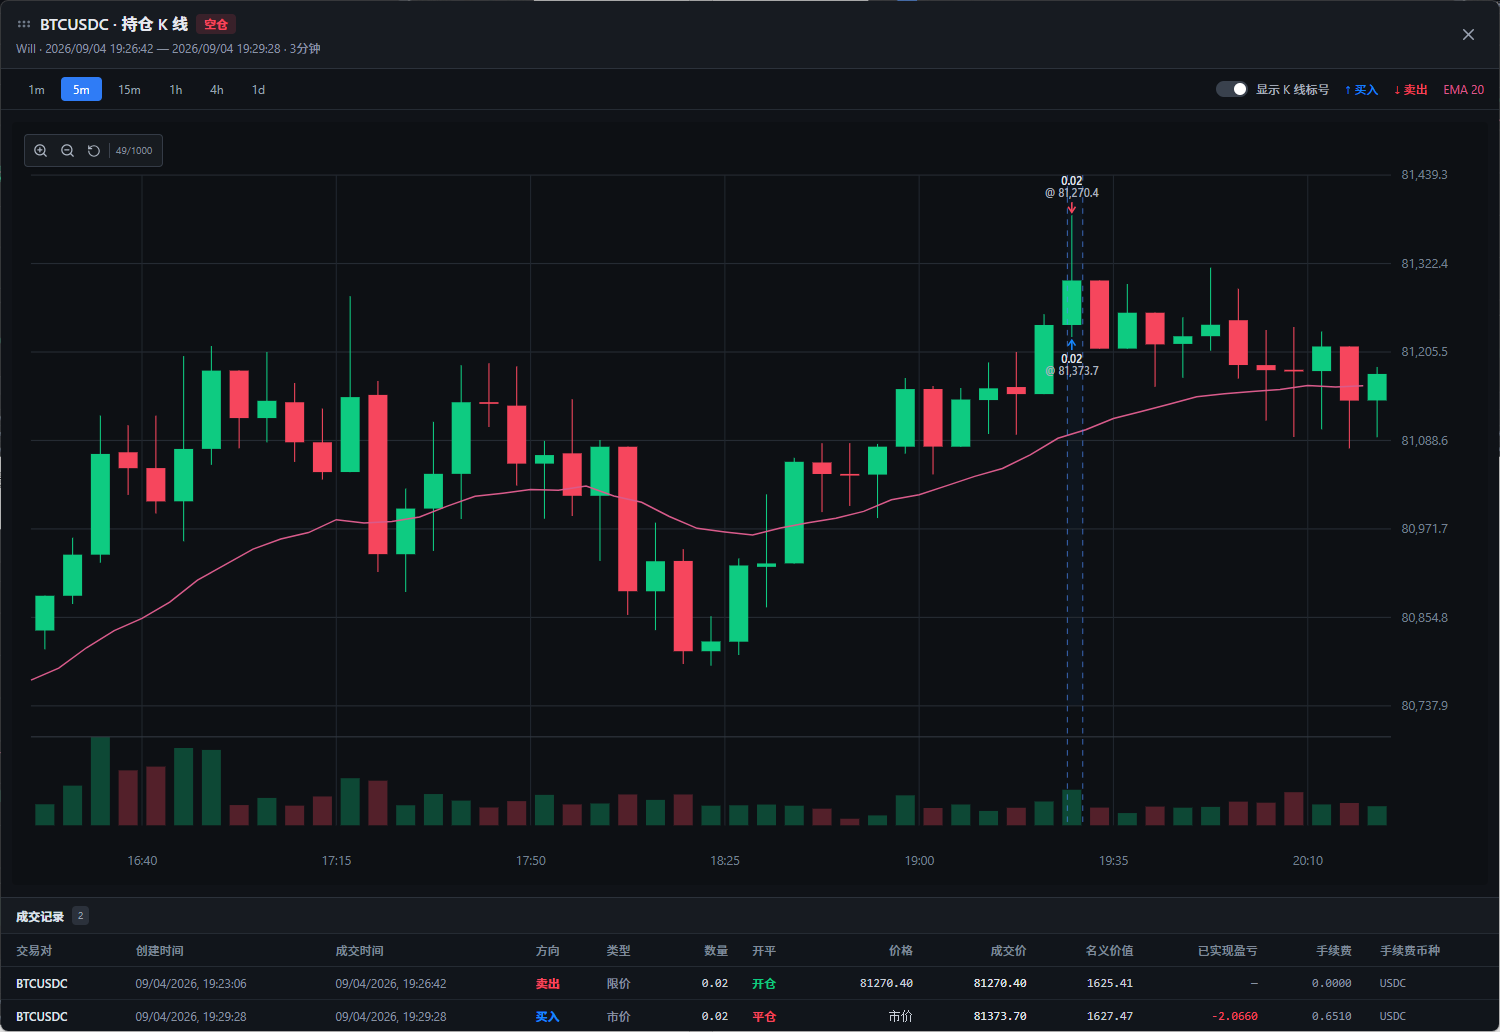 BTCUSDC · 持仓 K 线 空仓
Will · 2026/09/04 19:26:42 — 2026/09/04 19:29:28 · 3分钟
1m 5m 15m 1h 4h 1d 显示 K 线标号 ↑ 买入 ↓ 卖出 EMA 20
49/1000
81,439.3
0.02
@ 81,270.4
81,322.4
81,205.5
0.02
@ 81,373.7
81,088.6
80,971.7
80,854.8
80,737.9
16:40 17:15 17:50 18:25 19:00 19:35 20:10
成交记录 2
交易对 创建时间 成交时间 方向 类型 数量 开平 价格 成交价 名义价值 已实现盈亏 手续费 手续费币种
BTCUSDC 09/04/2026, 19:23:06 09/04/2026, 19:26:42 卖出 限价 0.02 开仓 81270.40 81270.40 1625.41 — 0.0000 USDC
BTCUSDC 09/04/2026, 19:29:28 09/04/2026, 19:29:28 买入 市价 0.02 平仓 市价 81373.70 1627.47 -2.0660 0.6510 USDC